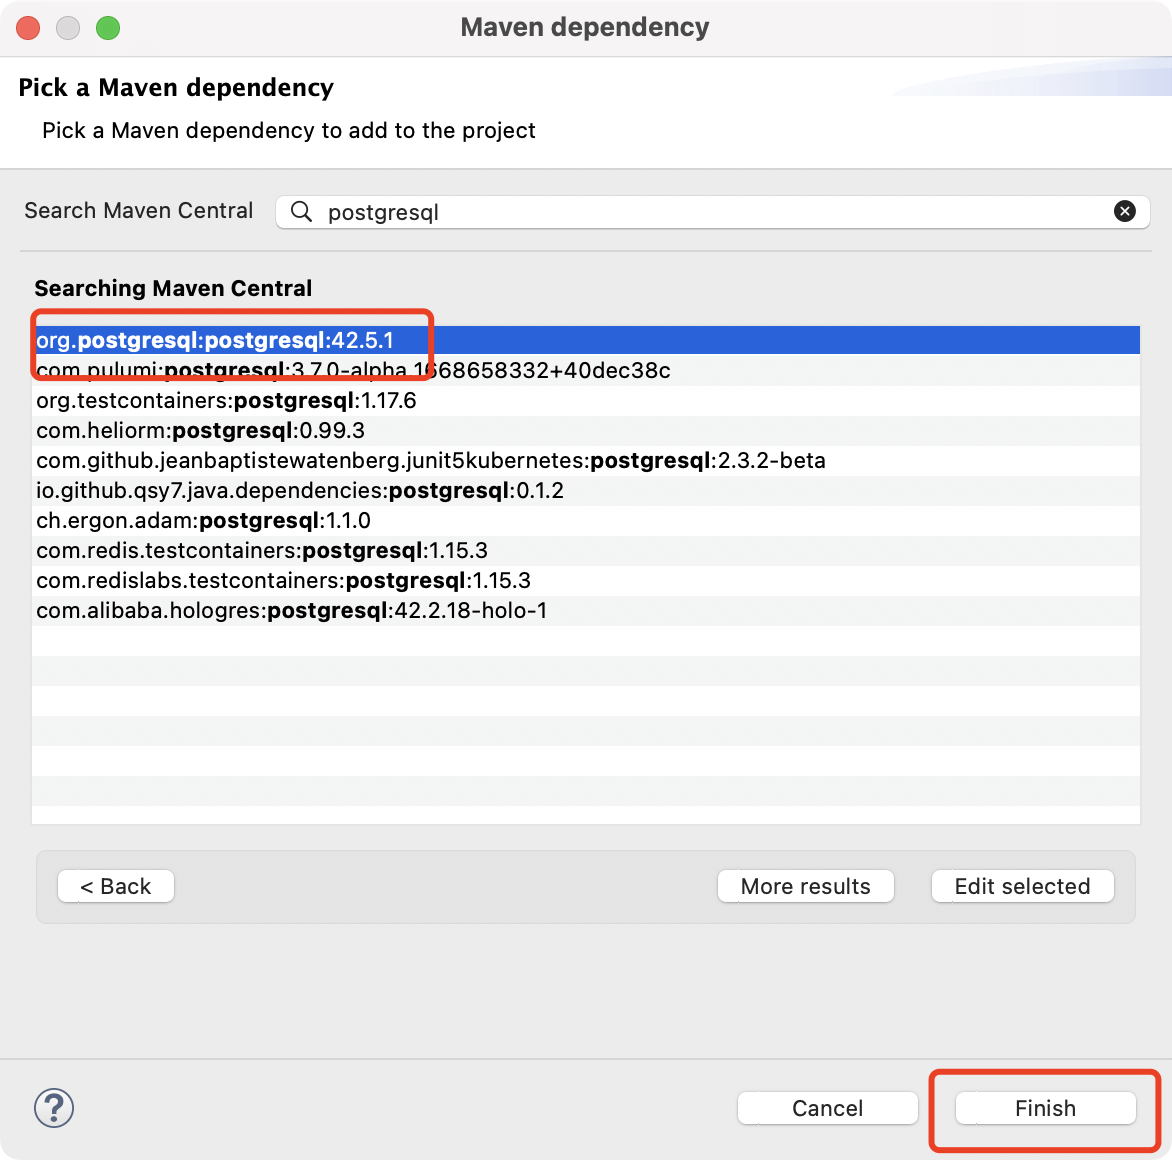 Maven dependency
Pick a Maven dependency
Pick a Maven dependency to add to the project
Search Maven Central
postgresql
Searching Maven Central
org.postgresql:postgresql:42.5.1
com.pulumi:postgresql:3.7.0-alpha.1668658332+40dec38c
org.testcontainers:postgresql:1.17.6
com.heliorm:postgresql:0.99.3
com.github.jeanbaptistewatenberg.junit5kubernetes:postgresql:2.3.2-beta
io.github.qsy7.java.dependencies:postgresql:0.1.2
ch.ergon.adam:postgresql:1.1.0
com.redis.testcontainers:postgresql:1.15.3
com.redislabs.testcontainers:postgresql:1.15.3
com.alibaba.hologres:postgresql:42.2.18-holo-1
< Back
More results
Edit selected
?
Cancel
Finish